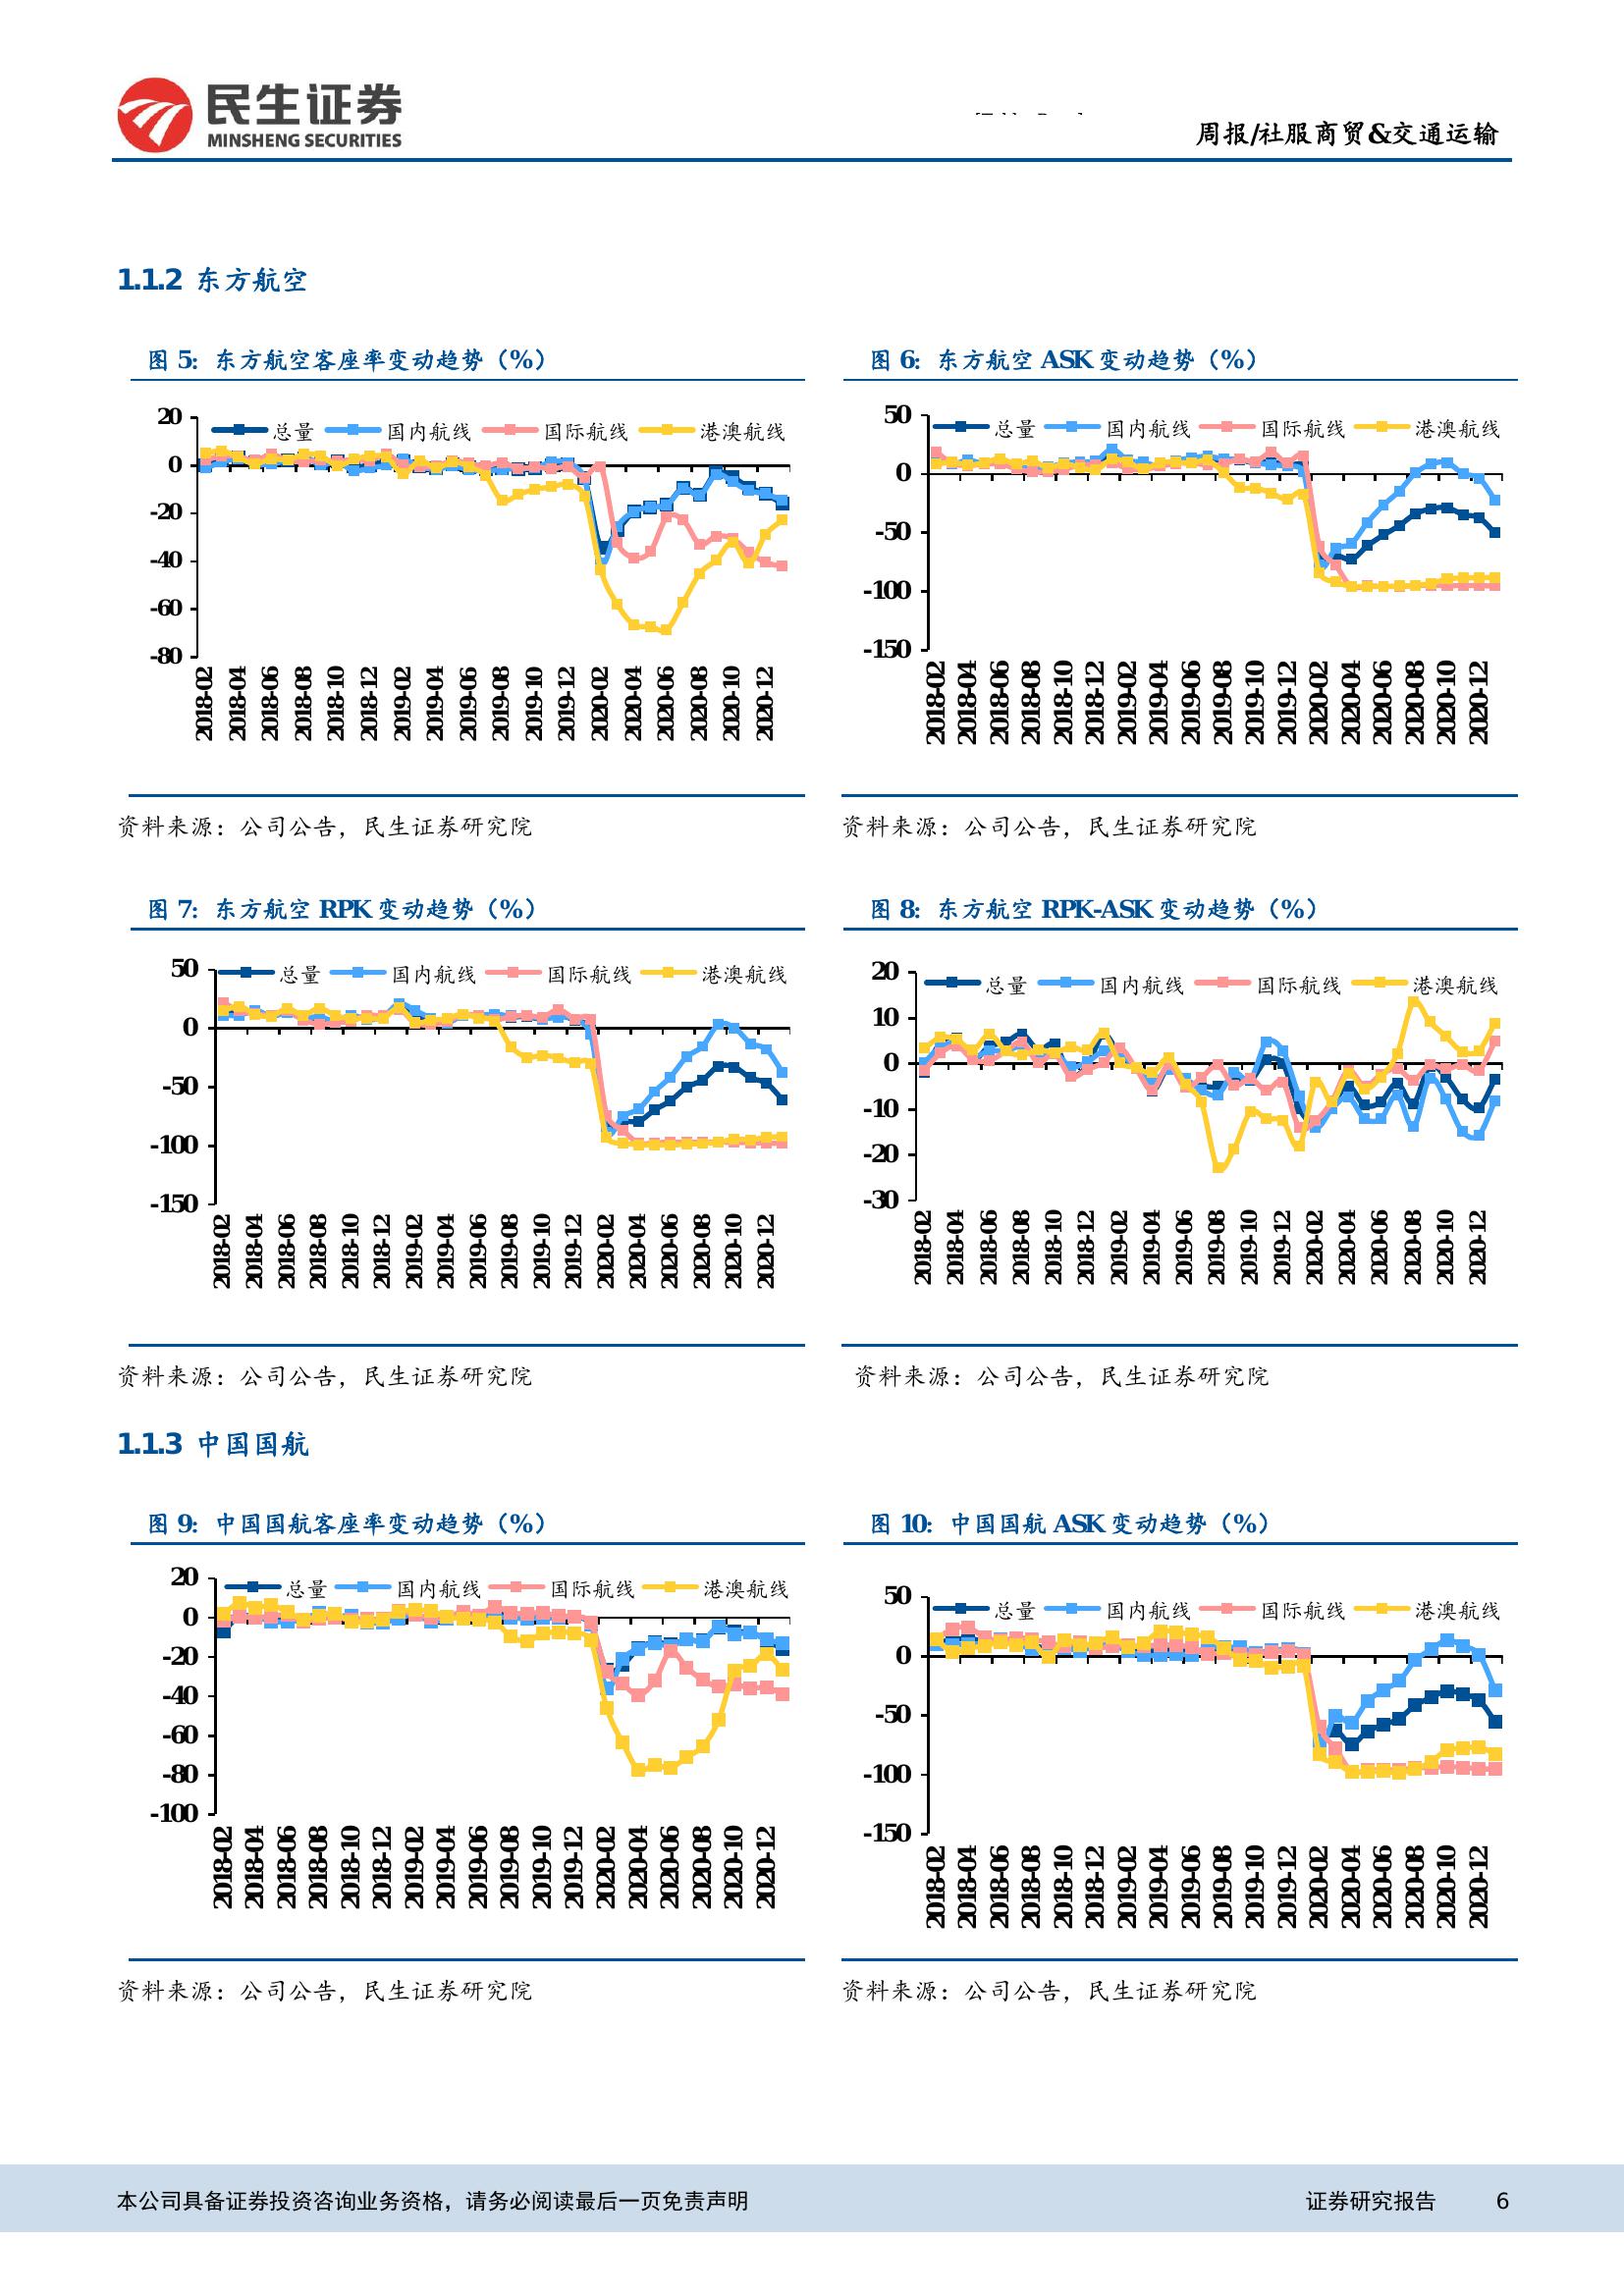 民生证券
MINSHENG SECURITIES
周报/社服商贸&交通运输
1.1.2 东方航空
图 5：东方航空客座率变动趋势（%）
总量 国内航线 国际航线 港澳航线
20
0
-20
-40
-60
-80
2018-02 2018-04 2018-06 2018-08 2018-10 2018-12 2019-02 2019-04 2019-06 2019-08 2019-10 2019-12 2020-02 2020-04 2020-06 2020-08 2020-10 2020-12
资料来源：公司公告，民生证券研究院
图 6：东方航空 ASK 变动趋势（%）
总量 国内航线 国际航线 港澳航线
50
0
-50
-100
-150
2018-02 2018-04 2018-06 2018-08 2018-10 2018-12 2019-02 2019-04 2019-06 2019-08 2019-10 2019-12 2020-02 2020-04 2020-06 2020-08 2020-10 2020-12
资料来源：公司公告，民生证券研究院
图 7：东方航空 RPK 变动趋势（%）
总量 国内航线 国际航线 港澳航线
50
0
-50
-100
-150
2018-02 2018-04 2018-06 2018-08 2018-10 2018-12 2019-02 2019-04 2019-06 2019-08 2019-10 2019-12 2020-02 2020-04 2020-06 2020-08 2020-10 2020-12
资料来源：公司公告，民生证券研究院
图 8：东方航空 RPK-ASK 变动趋势（%）
总量 国内航线 国际航线 港澳航线
20
10
0
-10
-20
-30
2018-02 2018-04 2018-06 2018-08 2018-10 2018-12 2019-02 2019-04 2019-06 2019-08 2019-10 2019-12 2020-02 2020-04 2020-06 2020-08 2020-10 2020-12
资料来源：公司公告，民生证券研究院
1.1.3 中国国航
图 9：中国国航客座率变动趋势（%）
总量 国内航线 国际航线 港澳航线
20
0
-20
-40
-60
-80
-100
2018-02 2018-04 2018-06 2018-08 2018-10 2018-12 2019-02 2019-04 2019-06 2019-08 2019-10 2019-12 2020-02 2020-04 2020-06 2020-08 2020-10 2020-12
资料来源：公司公告，民生证券研究院
图 10：中国国航 ASK 变动趋势（%）
总量 国内航线 国际航线 港澳航线
50
0
-50
-100
-150
2018-02 2018-04 2018-06 2018-08 2018-10 2018-12 2019-02 2019-04 2019-06 2019-08 2019-10 2019-12 2020-02 2020-04 2020-06 2020-08 2020-10 2020-12
资料来源：公司公告，民生证券研究院
本公司具备证券投资咨询业务资格，请务必阅读最后一页免责声明 证券研究报告 6